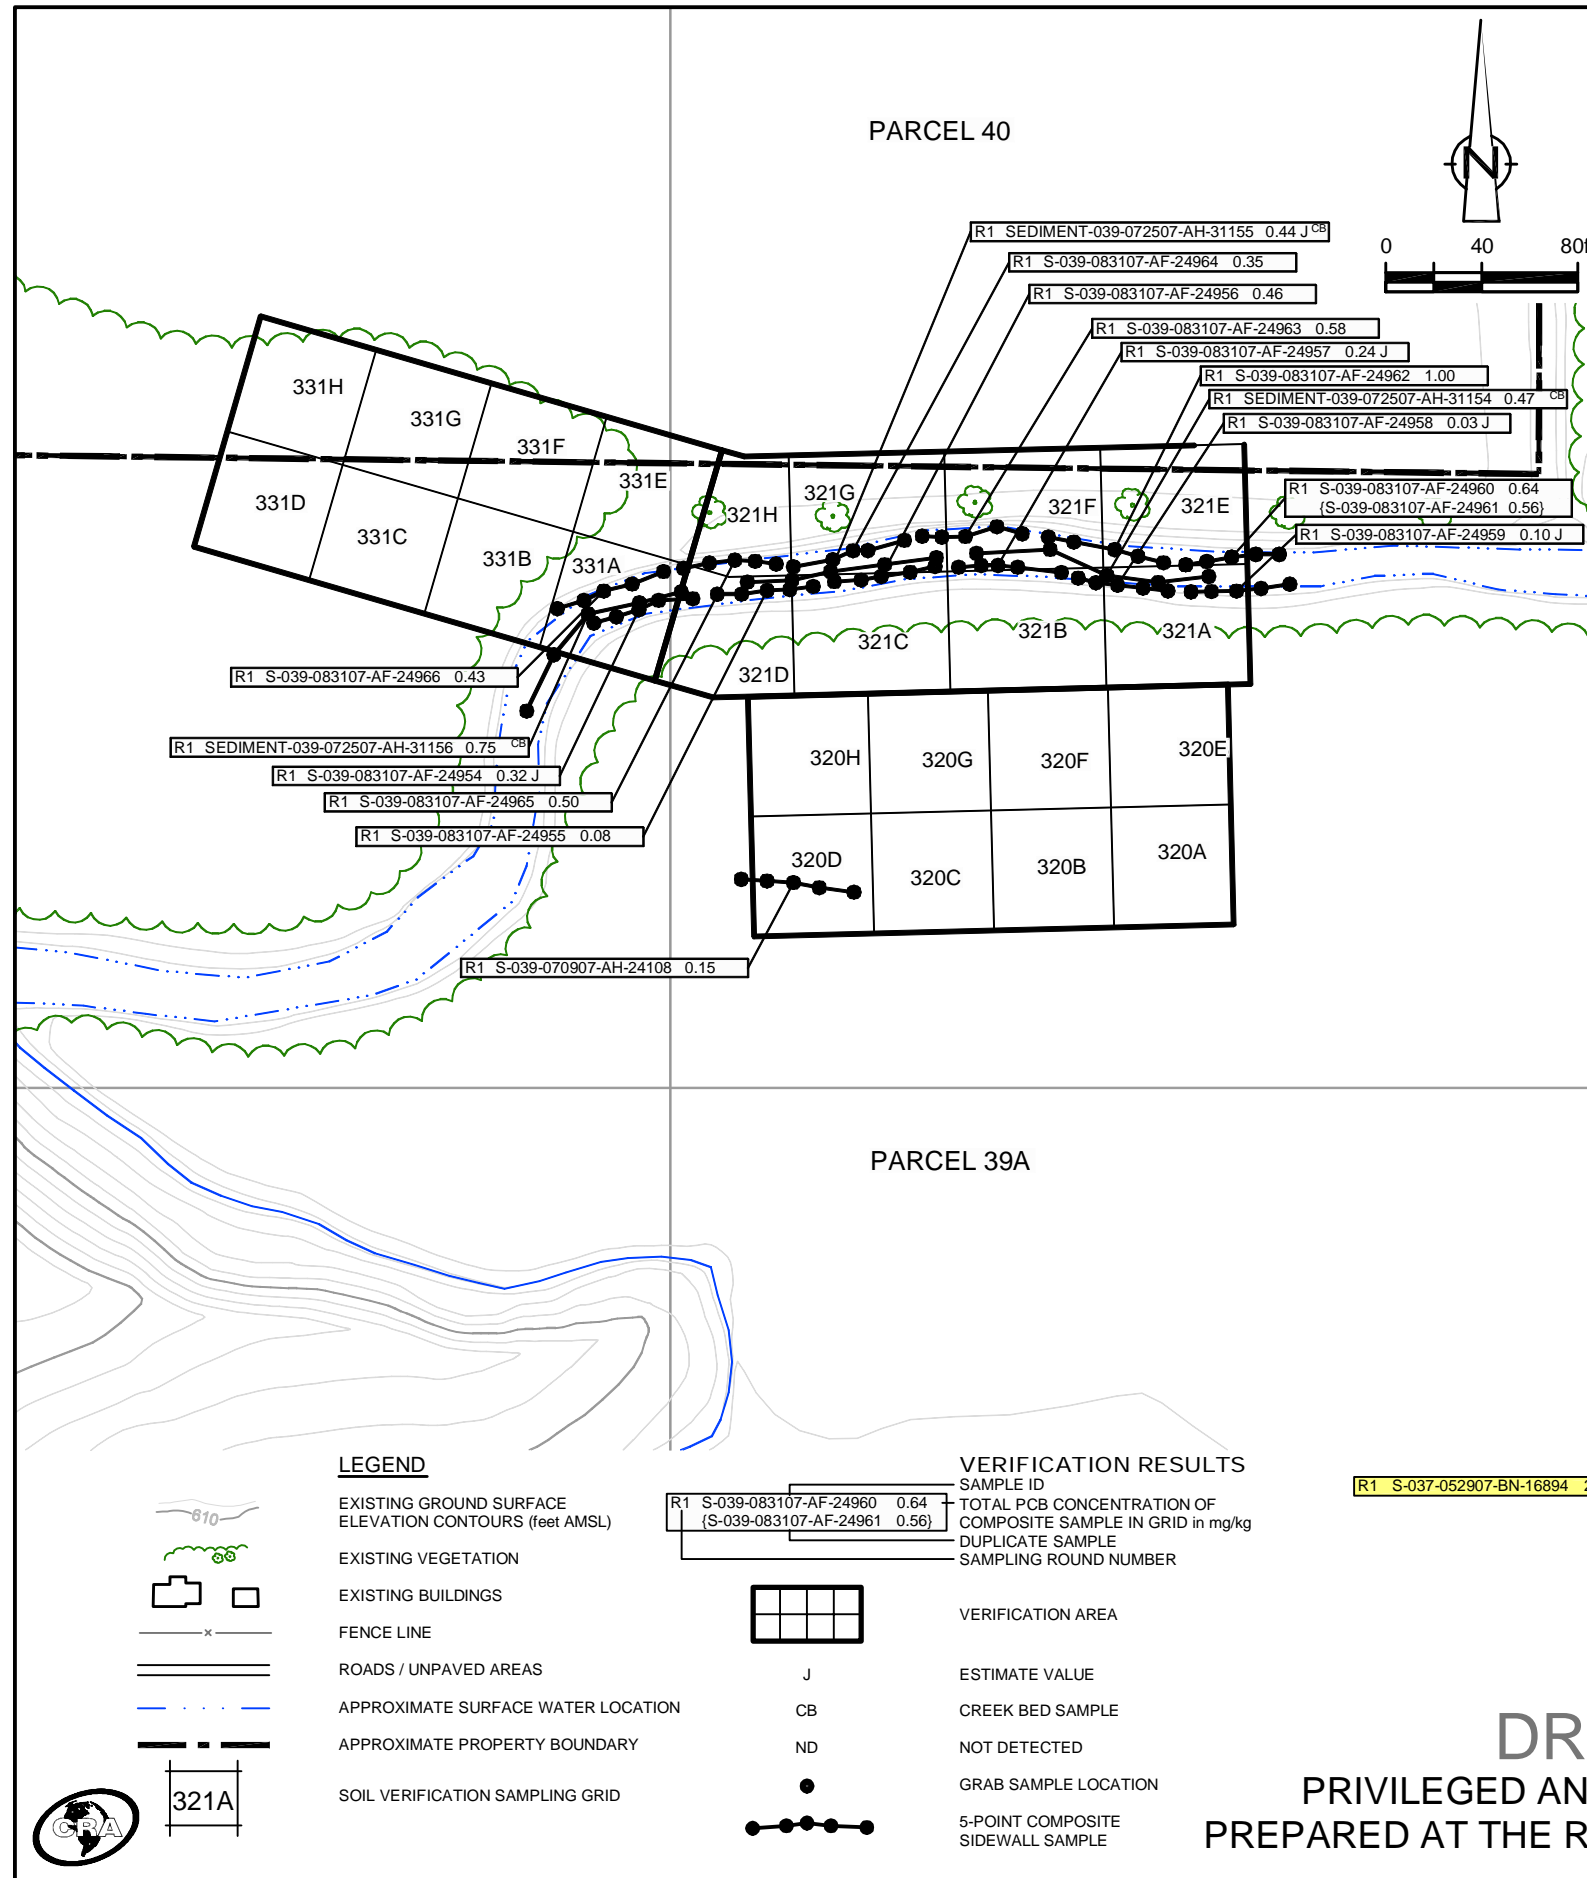 PARCEL 40
N
0 40 80f
R1 SEDIMENT-039-072507-AH-31155 0.44 J CB
R1 S-039-083107-AF-24964 0.35
R1 S-039-083107-AF-24956 0.46
R1 S-039-083107-AF-24963 0.58
R1 S-039-083107-AF-24957 0.24 J
R1 S-039-083107-AF-24962 1.00
R1 SEDIMENT-039-072507-AH-31154 0.47 CB
R1 S-039-083107-AF-24958 0.03 J
R1 S-039-083107-AF-24960 0.64
{S-039-083107-AF-24961 0.56}
R1 S-039-083107-AF-24959 0.10 J
331H
331G
331F
331E
331D
331C
331B
331A
321H
321G
321F
321E
321D
321C
321B
321A
R1 S-039-083107-AF-24966 0.43
R1 SEDIMENT-039-072507-AH-31156 0.75 CB
R1 S-039-083107-AF-24954 0.32 J
R1 S-039-083107-AF-24965 0.50
R1 S-039-083107-AF-24955 0.08
320H
320G
320F
320E
320D
320C
320B
320A
R1 S-039-070907-AH-24108 0.15
PARCEL 39A
LEGEND
610
EXISTING GROUND SURFACE
ELEVATION CONTOURS (feet AMSL)
EXISTING VEGETATION
EXISTING BUILDINGS
x
FENCE LINE
ROADS / UNPAVED AREAS
APPROXIMATE SURFACE WATER LOCATION
APPROXIMATE PROPERTY BOUNDARY
321A
SOIL VERIFICATION SAMPLING GRID
CRA
VERIFICATION RESULTS
R1 S-039-083107-AF-24960 0.64
{S-039-083107-AF-24961 0.56}
SAMPLE ID
TOTAL PCB CONCENTRATION OF
COMPOSITE SAMPLE IN GRID in mg/kg
DUPLICATE SAMPLE
SAMPLING ROUND NUMBER
VERIFICATION AREA
J ESTIMATE VALUE
CB CREEK BED SAMPLE
ND NOT DETECTED
GRAB SAMPLE LOCATION
5-POINT COMPOSITE
SIDEWALL SAMPLE
R1 S-037-052907-BN-16894
DR
PRIVILEGED AN
PREPARED AT THE R